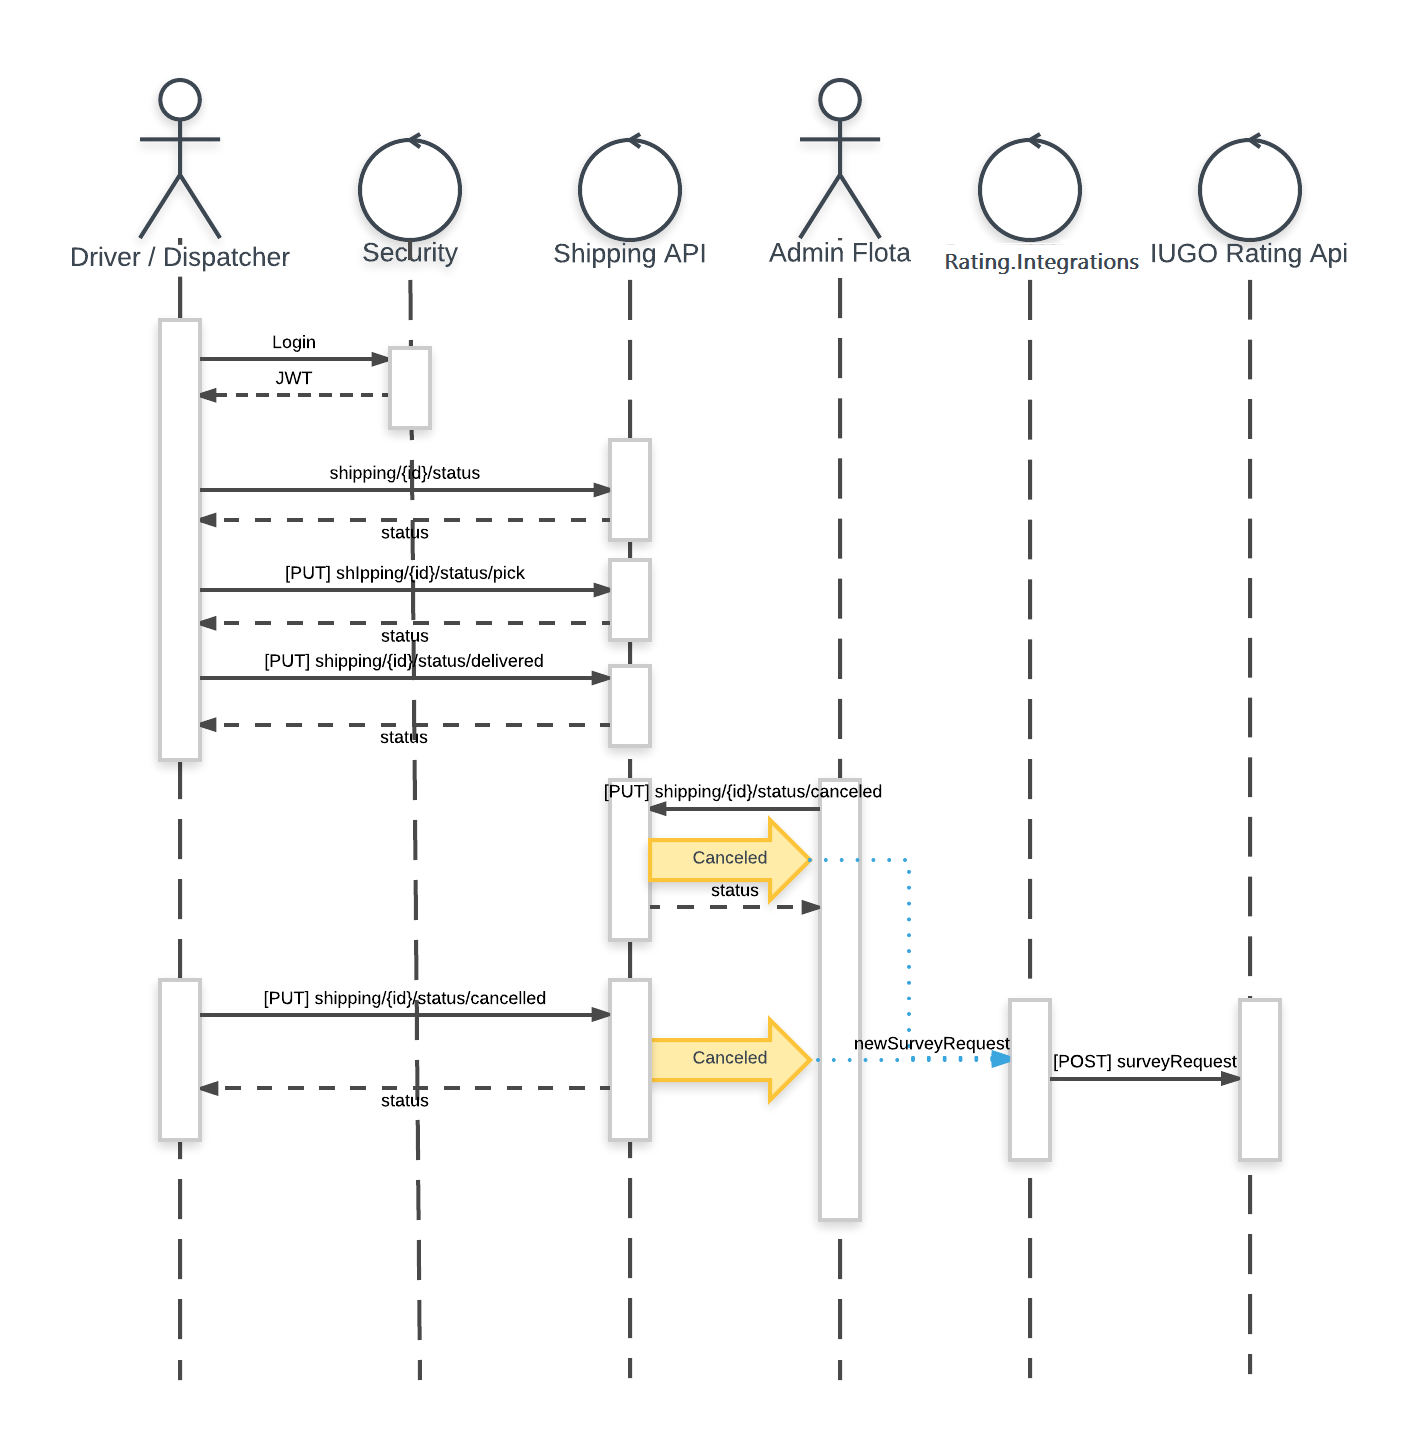 Driver / Dispatcher
Security
Shipping API
Admin Flota
Rating.Integrations
IUGO Rating Api
Login
JWT
shipping/{id}/status
status
[PUT] shIpping/{id}/status/pick
status
[PUT] shipping/{id}/status/delivered
status
[PUT] shipping/{id}/status/canceled
Canceled
status
[PUT] shipping/{id}/status/cancelled
newSurveyRequest
Canceled
[POST] surveyRequest
status